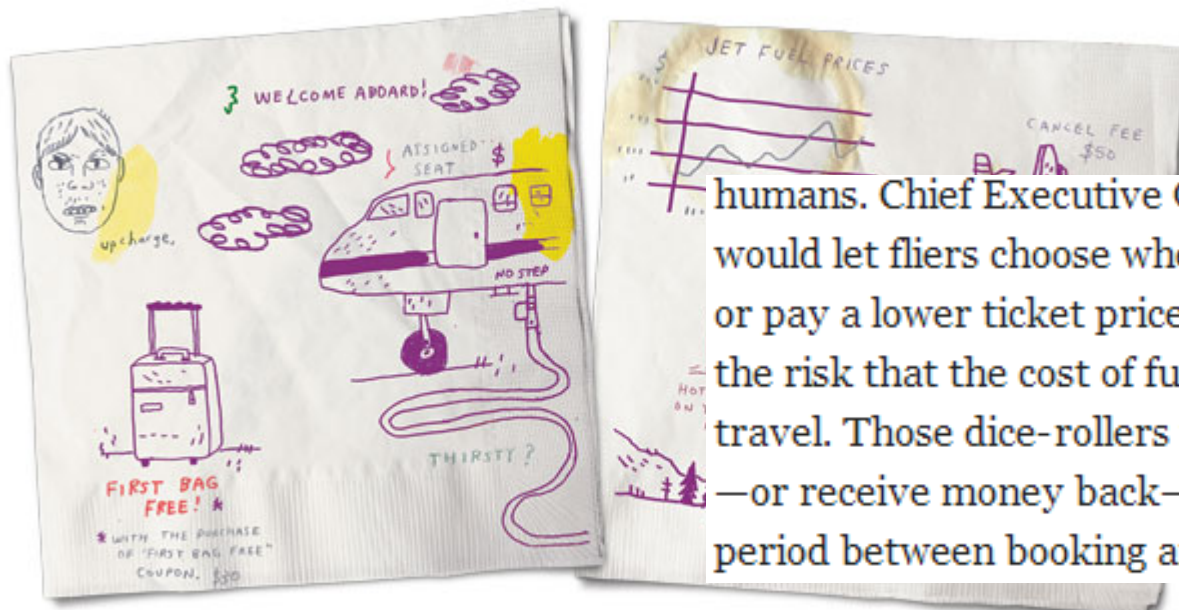 WELCOME ABOARD!
ASSIGNED
SEAT
$
upcharge.
NO STEP
THIRSTY?
FIRST BAG
FREE! *
* WITH THE PURCHASE
OF "FIRST BAG FREE"
COUPON. $30
JET FUEL PRICES
CANCEL FEE
$50
HOT
ON
humans. Chief Executive
would let fliers choose
or pay a lower ticket price
the risk that the cost of
travel. Those dice-rollers
—or receive money back—
period between booking